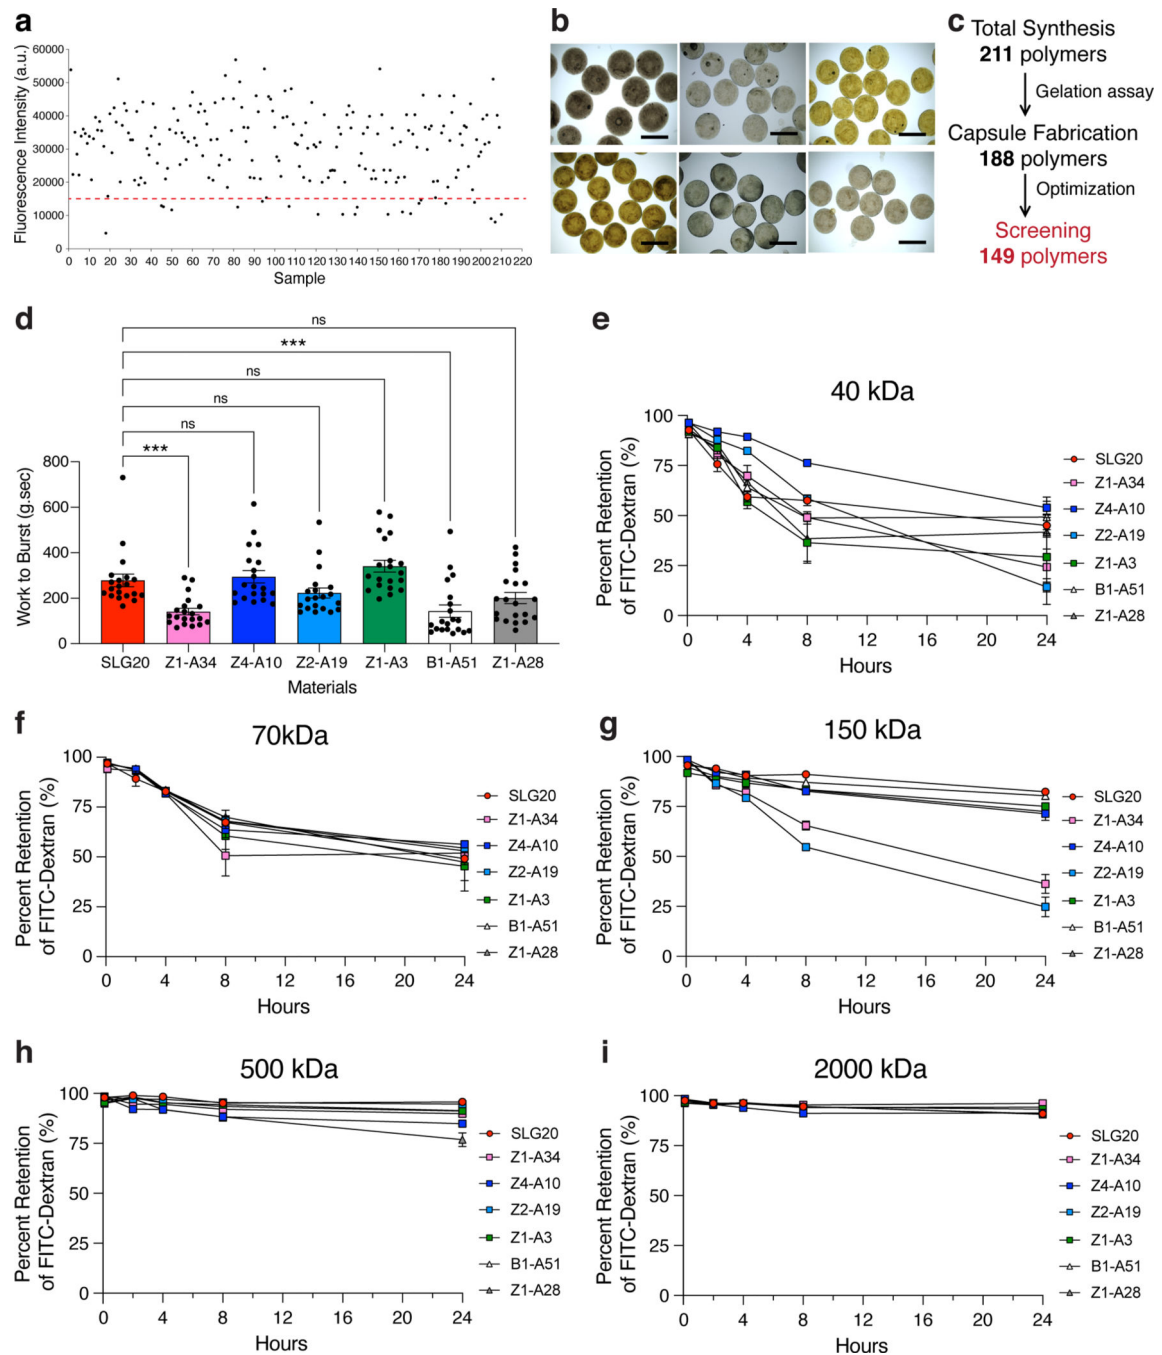 a
Fluorescence Intensity (a.u.)
60000
50000
40000
30000
20000
10000
0
0 10 20 30 40 50 60 70 80 90 100 110 120 130 140 150 160 170 180 190 200 210 220
Sample
b
c
Total Synthesis
211 polymers
Gelation assay
Capsule Fabrication
188 polymers
Optimization
Screening
149 polymers
d
ns
***
ns
ns
ns
***
Work to Burst (g.sec)
800
600
400
200
0
SLG20 Z1-A34 Z4-A10 Z2-A19 Z1-A3 B1-A51 Z1-A28
Materials
e
40 kDa
Percent Retention
of FITC-Dextran (%)
100
75
50
25
0
0 4 8 12 16 20 24
Hours
SLG20
Z1-A34
Z4-A10
Z2-A19
Z1-A3
B1-A51
Z1-A28
f
70kDa
Percent Retention
of FITC-Dextran (%)
100
75
50
25
0
0 4 8 12 16 20 24
Hours
SLG20
Z1-A34
Z4-A10
Z2-A19
Z1-A3
B1-A51
Z1-A28
g
150 kDa
Percent Retention
of FITC-Dextran (%)
100
75
50
25
0
0 4 8 12 16 20 24
Hours
SLG20
Z1-A34
Z4-A10
Z2-A19
Z1-A3
B1-A51
Z1-A28
h
500 kDa
Percent Retention
of FITC-Dextran (%)
100
75
50
25
0
0 4 8 12 16 20 24
Hours
SLG20
Z1-A34
Z4-A10
Z2-A19
Z1-A3
B1-A51
Z1-A28
i
2000 kDa
Percent Retention
of FITC-Dextran (%)
100
75
50
25
0
0 4 8 12 16 20 24
Hours
SLG20
Z1-A34
Z4-A10
Z2-A19
Z1-A3
B1-A51
Z1-A28